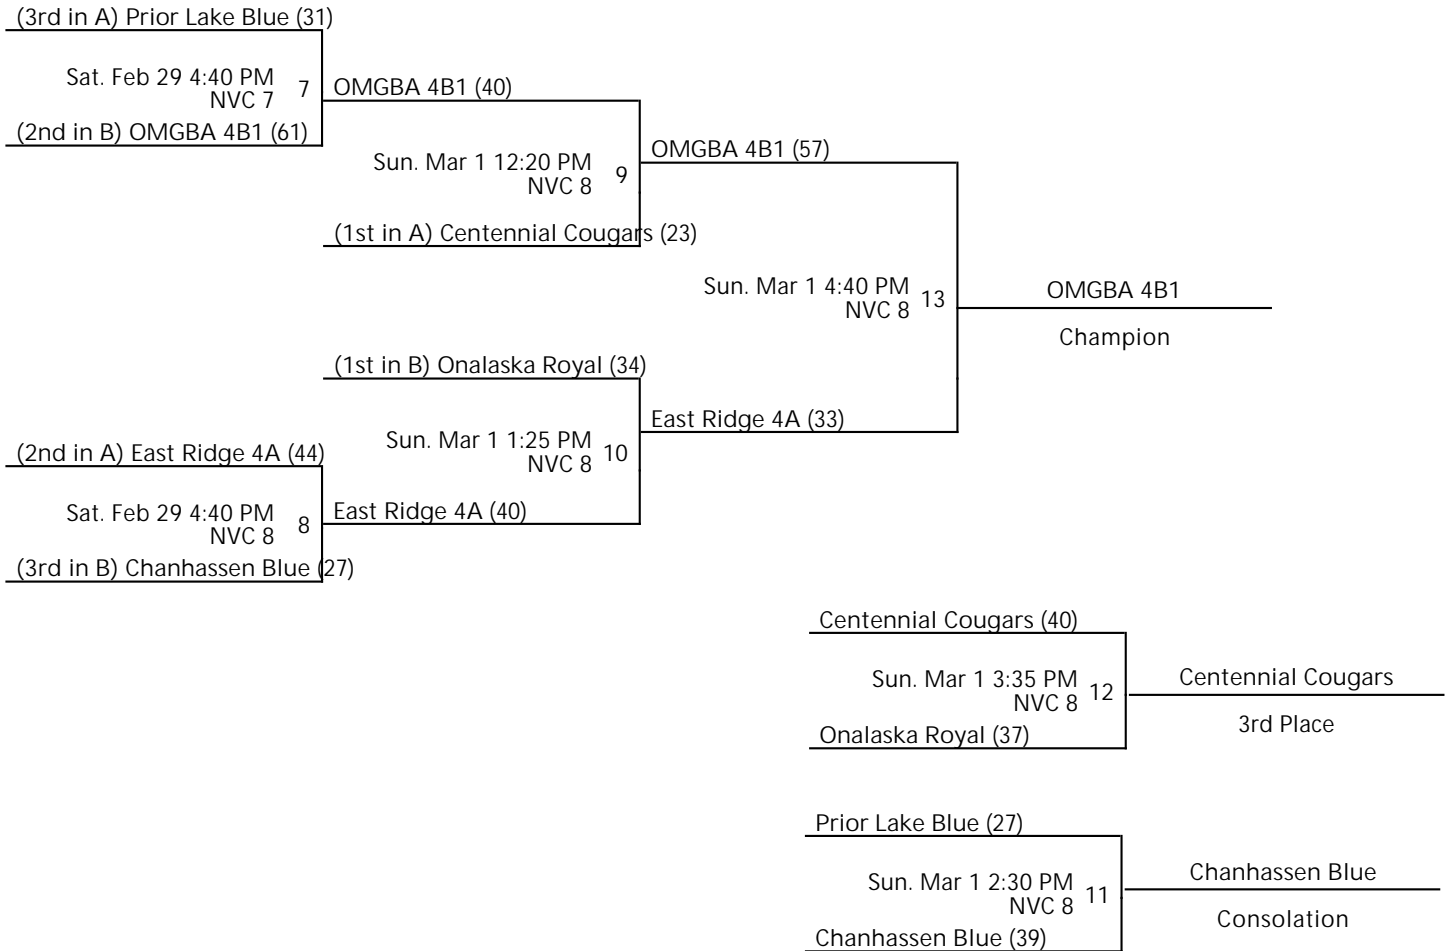 (3rd in A) Prior Lake Blue (31)
Sat. Feb 29 4:40 PM
NVC 7
7
(2nd in B) OMGBA 4B1 (61)
OMGBA 4B1 (40)
Sun. Mar 1 12:20 PM
NVC 8
9
(1st in A) Centennial Cougars (23)
OMGBA 4B1 (57)
Sun. Mar 1 4:40 PM
NVC 8
13
OMGBA 4B1
Champion
(1st in B) Onalaska Royal (34)
Sun. Mar 1 1:25 PM
NVC 8
10
East Ridge 4A (33)
(2nd in A) East Ridge 4A (44)
Sat. Feb 29 4:40 PM
NVC 8
8
(3rd in B) Chanhassen Blue (27)
East Ridge 4A (40)
Centennial Cougars (40)
Sun. Mar 1 3:35 PM
NVC 8
12
Onalaska Royal (37)
Centennial Cougars
3rd Place
Prior Lake Blue (27)
Sun. Mar 1 2:30 PM
NVC 8
11
Chanhassen Blue (39)
Chanhassen Blue
Consolation